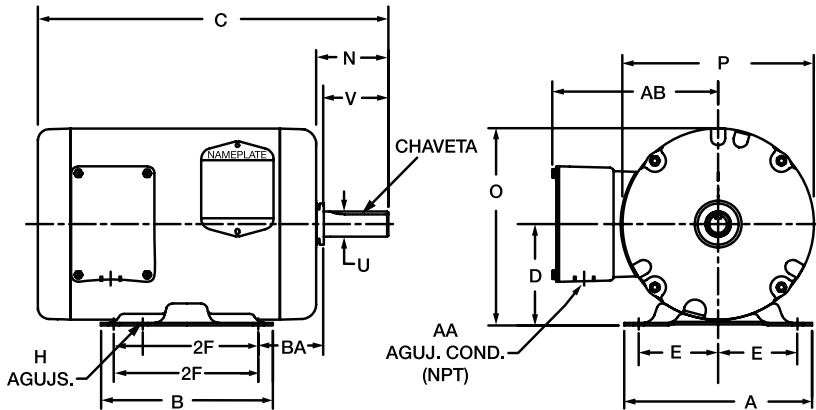 C
N
P
V
AB
NAMEPLATE
CHAVETA
O
D
U
AA
H
AGUJS.
2F
BA
AGUJ. COND.
(NPT)
2F
E
E
B
A